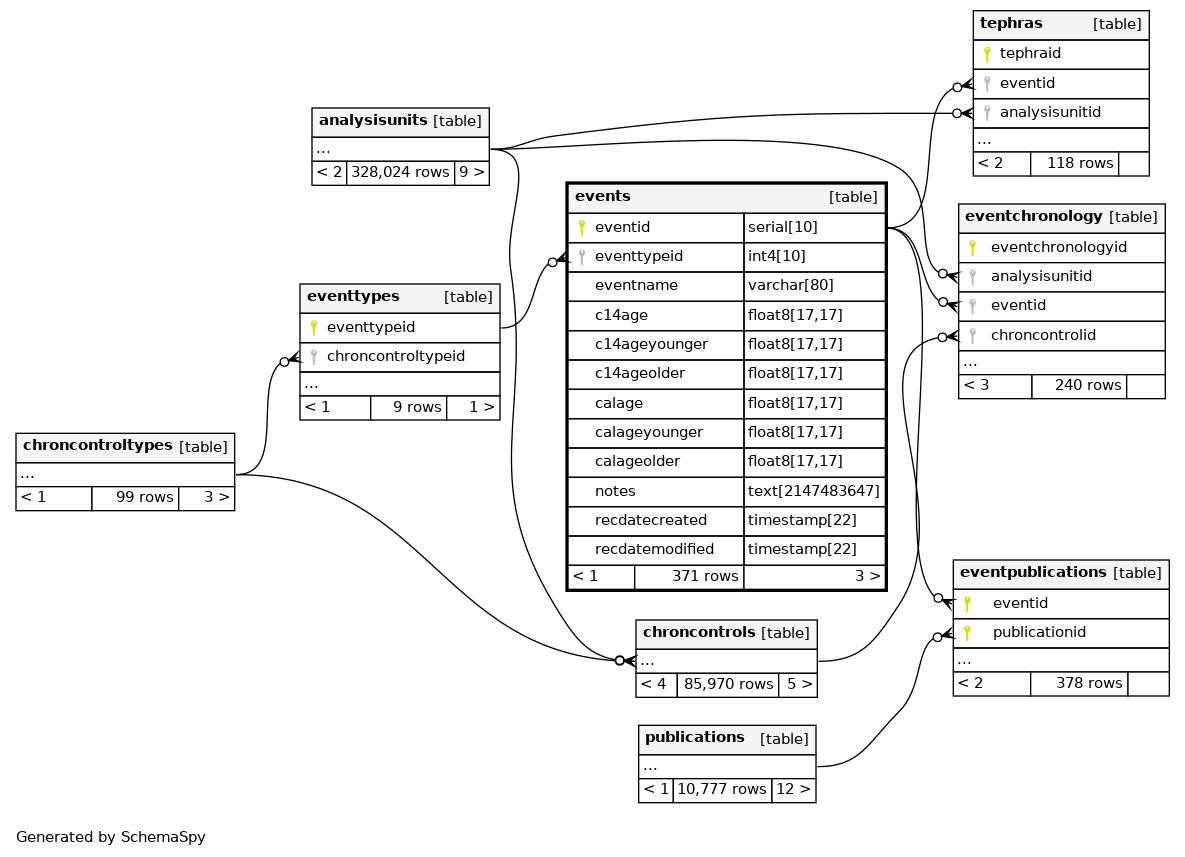 tephras [table]
tephraid
eventid
analysisunitid
...
< 2 118 rows
analysisunits [table]
...
< 2 328,024 rows 9 >
events [table]
eventid serial[10]
eventtypeid int4[10]
eventname varchar[80]
c14age float8[17,17]
c14ageyounger float8[17,17]
c14ageolder float8[17,17]
calage float8[17,17]
calageyounger float8[17,17]
calageolder float8[17,17]
notes text[2147483647]
recdatecreated timestamp[22]
recdatemodified timestamp[22]
< 1 371 rows 3 >
eventchronology [table]
eventchronologyid
analysisunitid
eventid
chroncontrolid
...
< 3 240 rows
eventtypes [table]
eventtypeid
chroncontroltypeid
...
< 1 9 rows 1 >
chroncontroltypes [table]
...
< 1 99 rows 3 >
eventpublications [table]
eventid
publicationid
...
< 2 378 rows
chroncontrols [table]
...
< 4 85,970 rows 5 >
publications [table]
...
< 1 10,777 rows 12 >
Generated by SchemaSpy